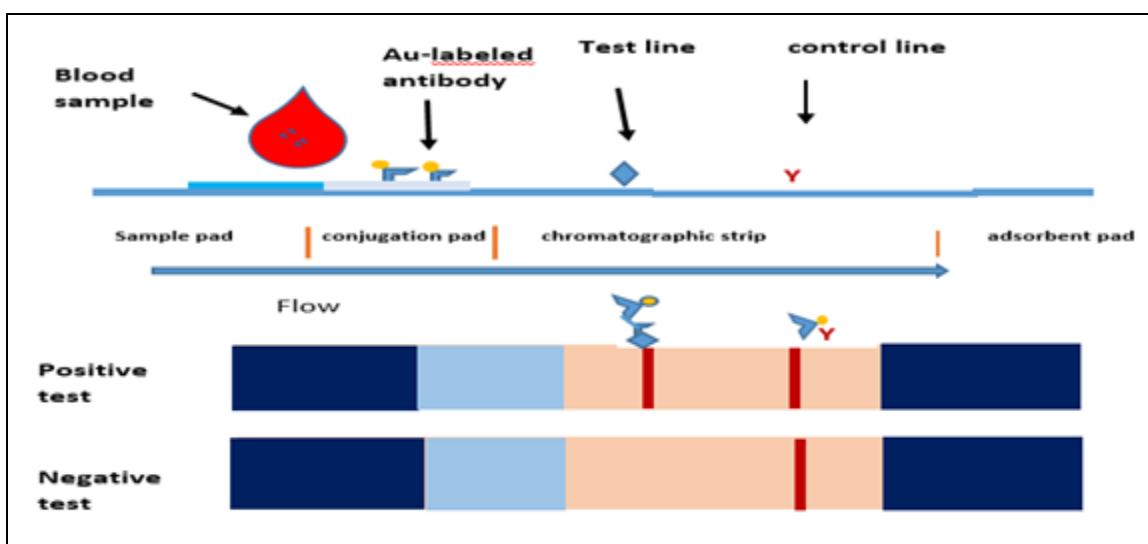 Blood
sample
Au-labeled
antibody
Test line
control line
Y
Sample pad
conjugation pad
chromatographic strip
adsorbent pad
Flow
Y
Positive
test
Negative
test